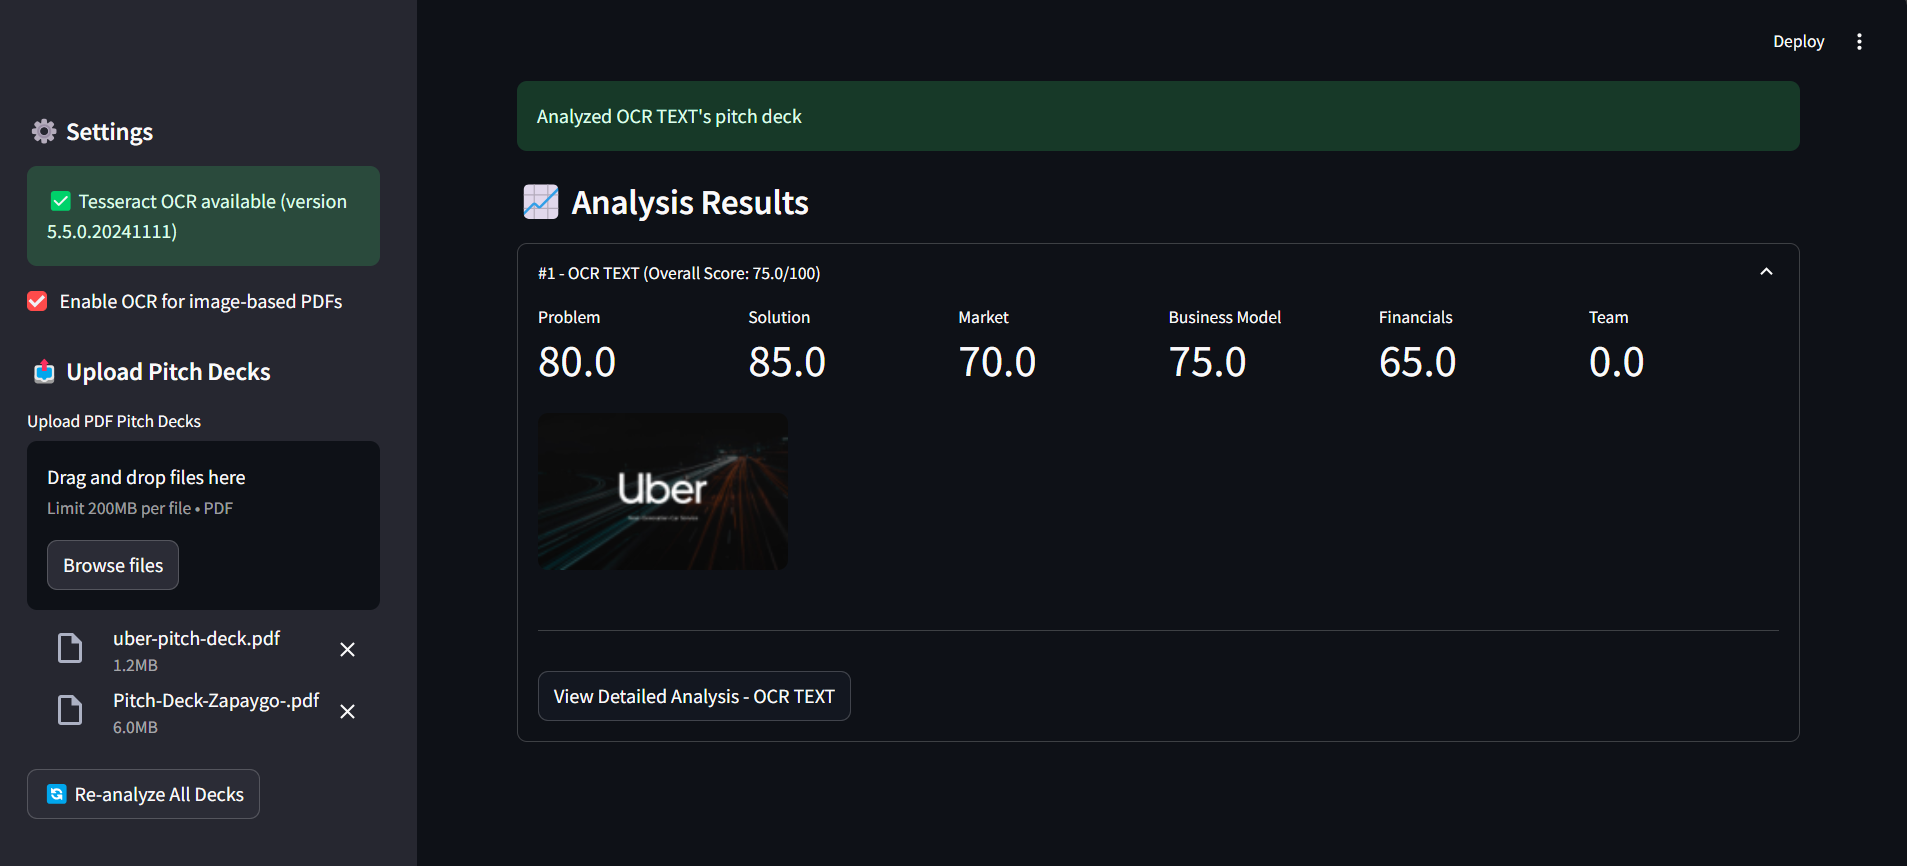 Deploy
Settings
Tesseract OCR available (version
5.5.0.20241111)
Enable OCR for image-based PDFs
Upload Pitch Decks
Upload PDF Pitch Decks
Drag and drop files here
Limit 200MB per file • PDF
Browse files
uber-pitch-deck.pdf
1.2MB
Pitch-Deck-Zapaygo-.pdf
6.0MB
Re-analyze All Decks
Analyzed OCR TEXT's pitch deck
Analysis Results
#1 - OCR TEXT (Overall Score: 75.0/100)
Problem Solution Market Business Model Financials Team
80.0 85.0 70.0 75.0 65.0 0.0
Uber
View Detailed Analysis - OCR TEXT